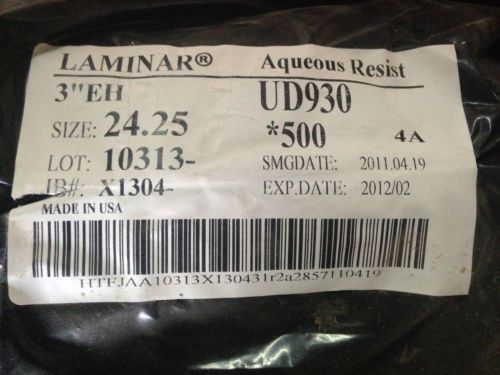 LAMINAR® Aqueous Resist
3"EH UD930
SIZE: 24.25 *500 4A
LOT: 10313- SMGDATE: 2011.04.19
IB#: X1304- EXP.DATE: 2012/02
MADE IN USA
HTFJAA10313X130431r2a2857110419